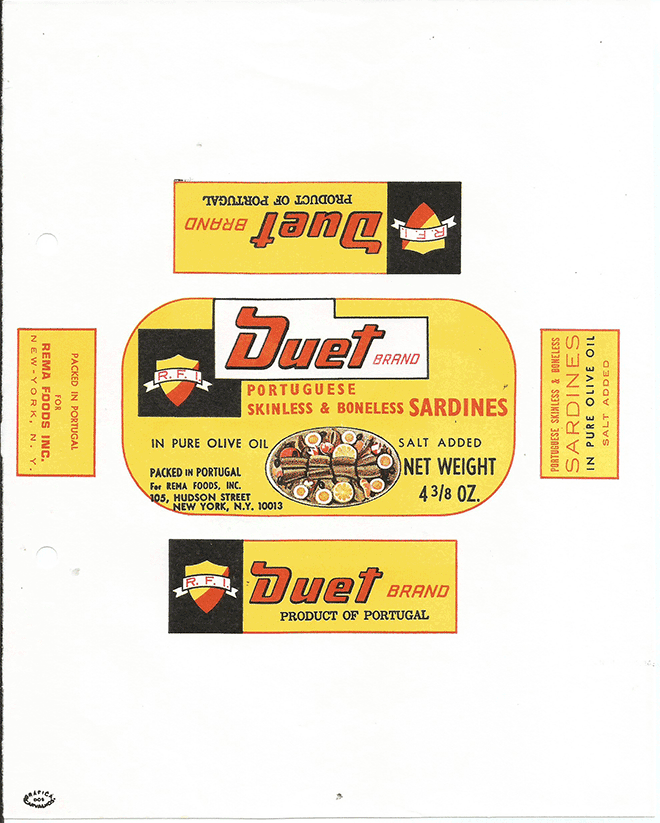 PRODUCT OF PORTUGAL
Duet BRAND
R.F.I.
PACKED IN PORTUGAL
FOR
REMA FOODS INC.
NEW-YORK, N. Y.
Duet BRAND
R.F.I.
PORTUGUESE
SKINLESS & BONELESS SARDINES
IN PURE OLIVE OIL
SALT ADDED
PACKED IN PORTUGAL
For REMA FOODS, INC.
105, HUDSON STREET
NEW YORK, N.Y. 10013
NET WEIGHT
4 3/8 OZ.
PORTUGUESE SKINLESS & BONELESS
SARDINES
IN PURE OLIVE OIL
SALT ADDED
R.F.I.
Duet BRAND
PRODUCT OF PORTUGAL
GRAFICA
DOS